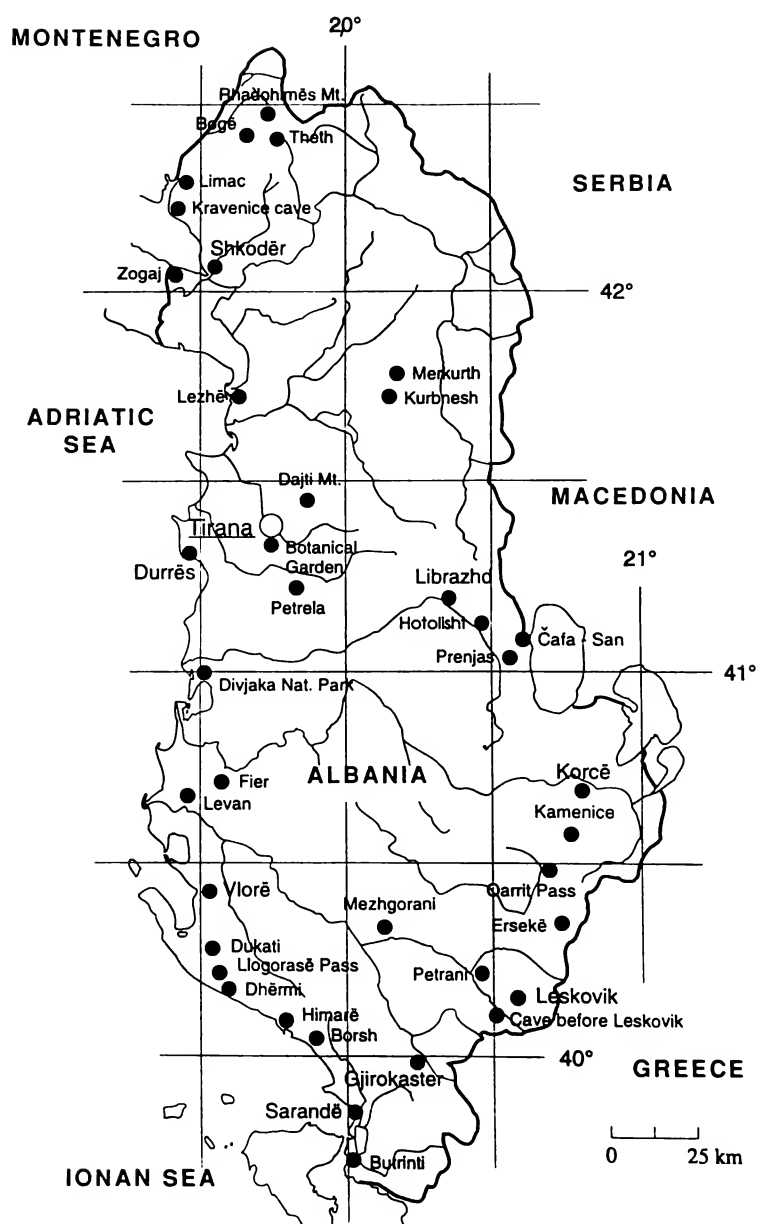 20°
MONTENEGRO
Rhadohimës Mt.
Bogë
Theth
SERBIA
Limac
Kravenice cave
Shkodër
Zogaj
42°
Merkurth
Lezhë
Kurbnesh
ADRIATIC
SEA
Dajti Mt.
MACEDONIA
Tirana
Botanical
Garden
21°
Durrës
Librazhd
Petrela
Hotolisht
Čafa San
Prenjas
41°
Divjaka Nat. Park
Korcë
ALBANIA
Fier
Levan
Kamenice
Qarrit Pass
Vlorë
Mezhgorani
Ersekë
Dukati
Llogorasë Pass
Petrani
Dhërmi
Leskovik
Himarë
Cave before Leskovik
Borsh
40°
GREECE
Gjirokaster
Sarandë
0 25 km
Butrinti
IONAN SEA